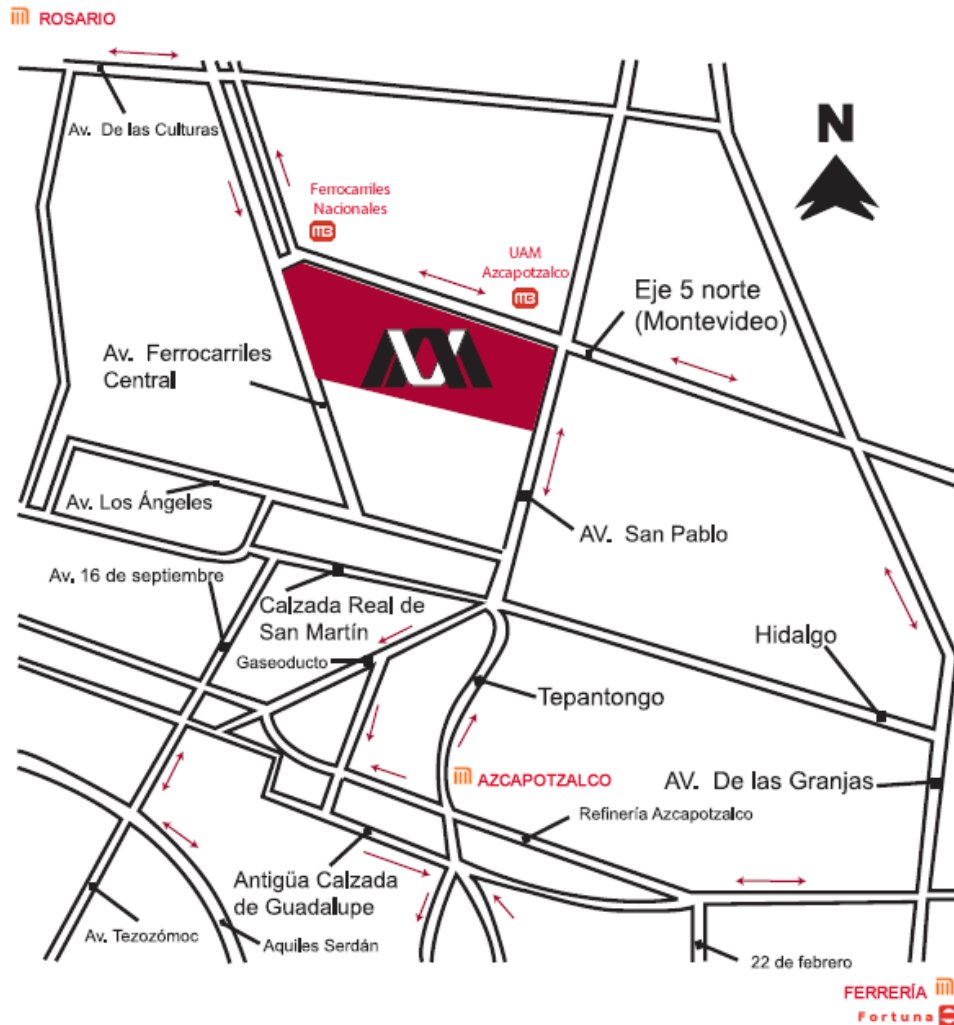 ROSARIO
Av. De las Culturas
N
Ferrocarriles
Nacionales
MB
UAM
Azcapotzalco
MB
Eje 5 norte
(Montevideo)
Av. Ferrocarriles
Central
Av. Los Ángeles
AV. San Pablo
Av. 16 de septiembre
Calzada Real de
San Martín
Gaseoducto
Hidalgo
Tepantongo
AZCAPOTZALCO
AV. De las Granjas
Refinería Azcapotzalco
Antigüa Calzada
de Guadalupe
Av. Tezozómoc
Aquiles Serdán
22 de febrero
FERRERÍA
Fortuna